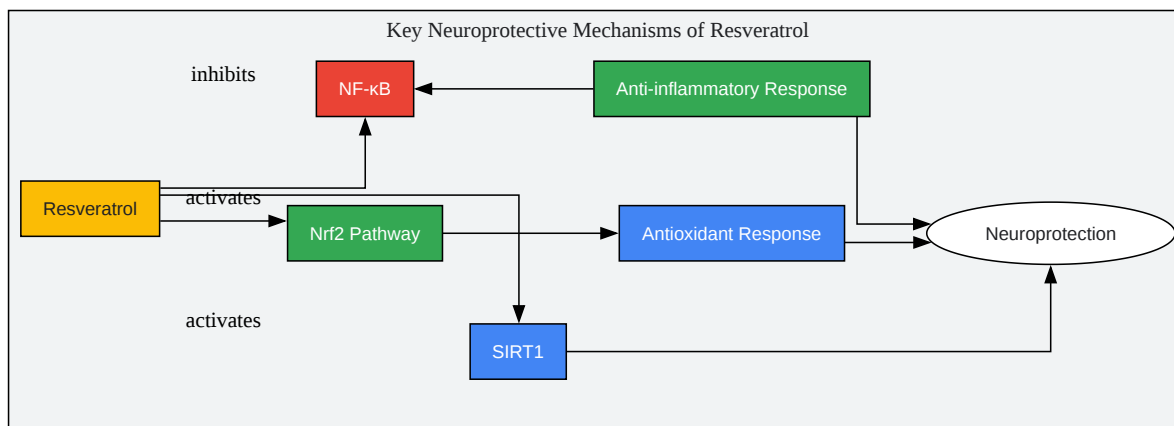 Key Neuroprotective Mechanisms of Resveratrol
inhibits
NF-κB
Anti-inflammatory Response
Resveratrol
activates
Nrf2 Pathway
Antioxidant Response
Neuroprotection
activates
SIRT1